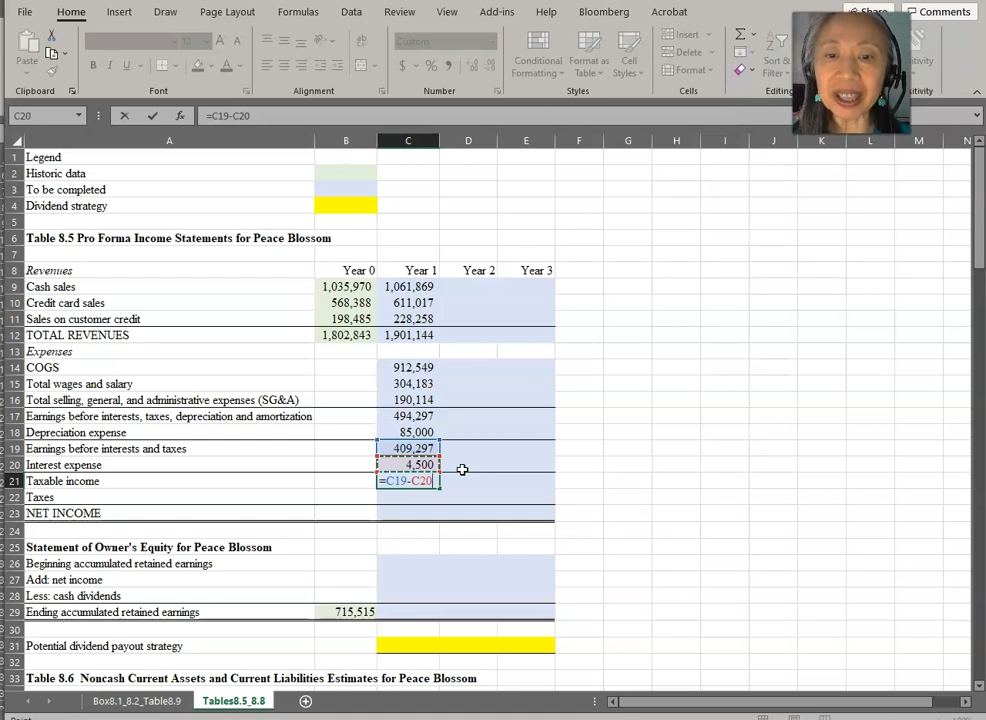 File Home Insert Draw Page Layout Formulas Data Review View Add-ins Help Bloomberg Acrobat Share Comments
Paste
12 A A
Custom
Insert
Delete
Format
Conditional Formatting
Format as Table
Cell Styles
Sort & Filter
B I U
$ % ,
Clipboard Font Alignment Number Styles Cells Editing
C20 fx =C19-C20
A B C D E F G H I J K L M N
1 Legend
2 Historic data
3 To be completed
4 Dividend strategy
5
6 Table 8.5 Pro Forma Income Statements for Peace Blossom
7
8 Revenues Year 0 Year 1 Year 2 Year 3
9 Cash sales 1,035,970 1,061,869
10 Credit card sales 568,388 611,017
11 Sales on customer credit 198,485 228,258
12 TOTAL REVENUES 1,802,843 1,901,144
13 Expenses
14 COGS 912,549
15 Total wages and salary 304,183
16 Total selling, general, and administrative expenses (SG&A) 190,114
17 Earnings before interests, taxes, depreciation and amortization 494,297
18 Depreciation expense 85,000
19 Earnings before interests and taxes 409,297
20 Interest expense 4,500
21 Taxable income =C19-C20
22 Taxes
23 NET INCOME
24
25 Statement of Owner's Equity for Peace Blossom
26 Beginning accumulated retained earnings
27 Add: net income
28 Less: cash dividends
29 Ending accumulated retained earnings 715,515
30
31 Potential dividend payout strategy
32
33 Table 8.6 Noncash Current Assets and Current Liabilities Estimates for Peace Blossom
Box8.1_8.2_Table8.9 Tables8.5_8.8